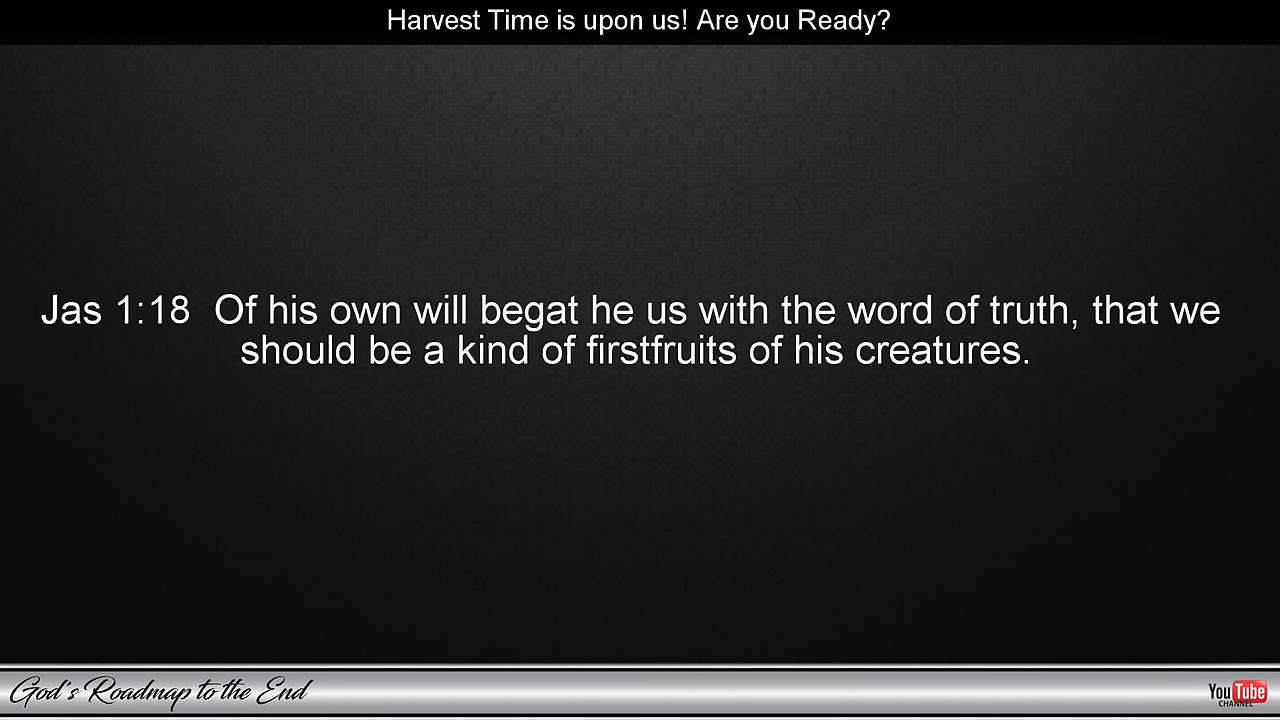 Harvest Time is upon us! Are you Ready?
Jas 1:18  Of his own will begat he us with the word of truth, that we
should be a kind of firstfruits of his creatures.
God's Roadmap to the End
YouTube
CHANNEL